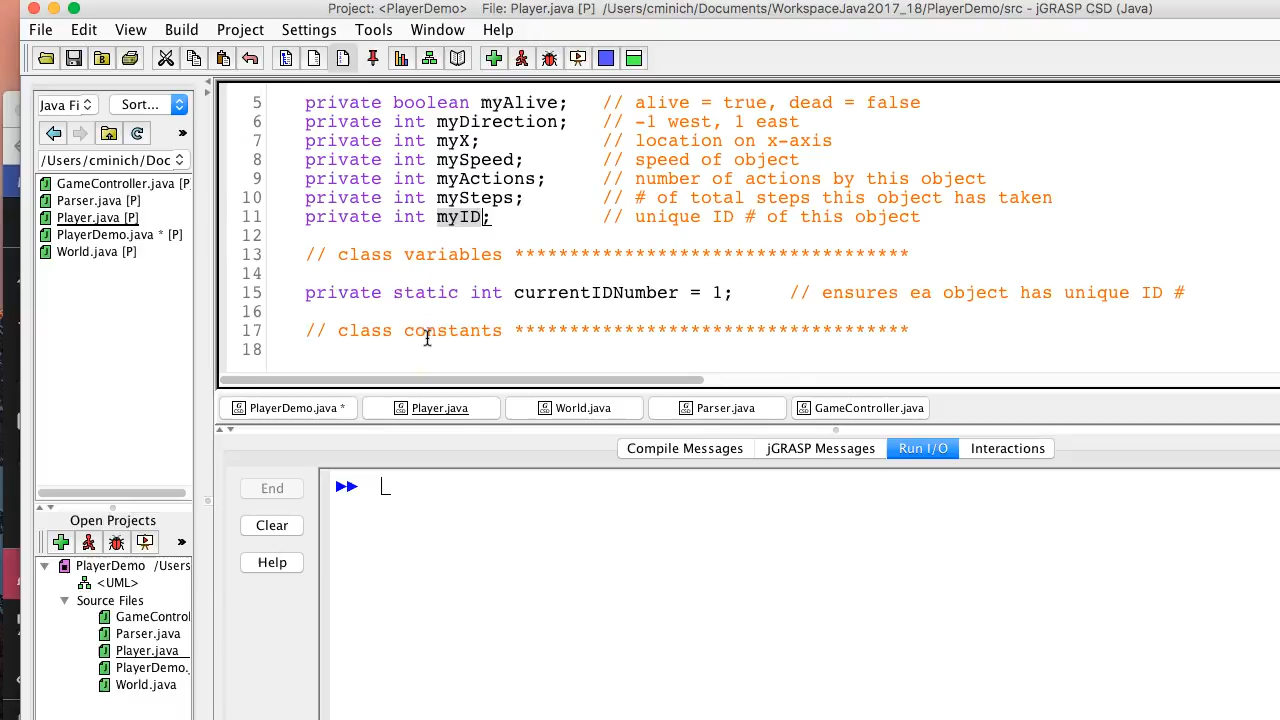 Project: <PlayerDemo>   File: Player.java [P]  /Users/cminich/Documents/WorkspaceJava2017_18/PlayerDemo/src - jGRASP CSD (Java)
File Edit View Build Project Settings Tools Window Help
Java Fi
Sort...
/Users/cminich/Doc
GameController.java [P]
Parser.java [P]
Player.java [P]
PlayerDemo.java * [P]
World.java [P]
5 private boolean myAlive;   // alive = true, dead = false
6 private int myDirection;   // -1 west, 1 east
7 private int myX;           // location on x-axis
8 private int mySpeed;       // speed of object
9 private int myActions;     // number of actions by this object
10 private int mySteps;       // # of total steps this object has taken
11 private int myID;          // unique ID # of this object
12
13 // class variables ************************************
14
15 private static int currentIDNumber = 1;     // ensures ea object has unique ID #
16
17 // class constants ************************************
18
PlayerDemo.java * Player.java World.java Parser.java GameController.java
Compile Messages jGRASP Messages Run I/O Interactions
End
Clear
Help
Open Projects
PlayerDemo /Users
<UML>
Source Files
GameControl
Parser.java
Player.java
PlayerDemo.
World.java